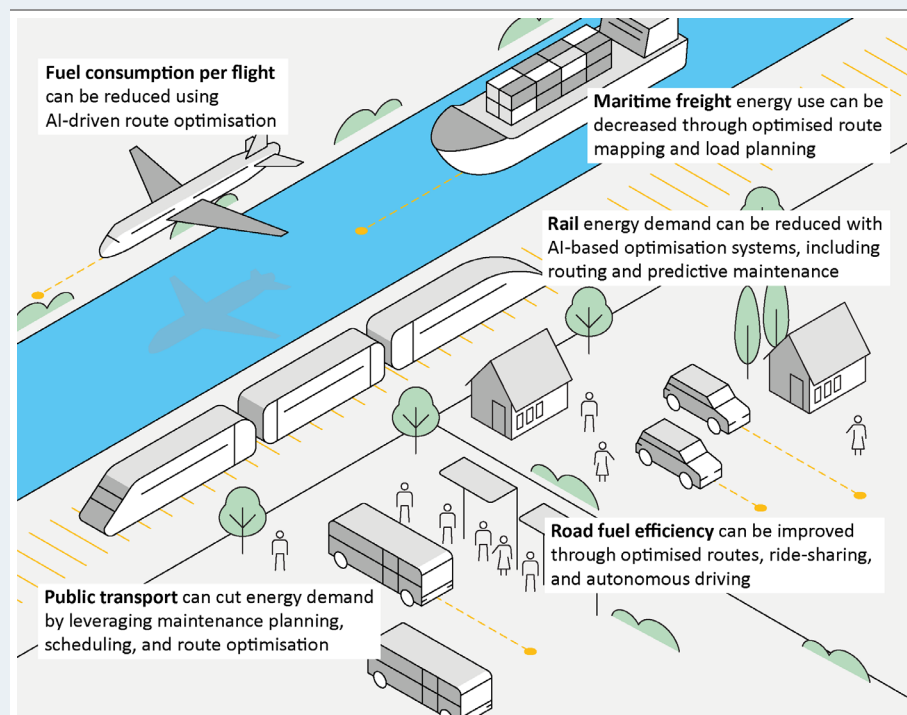 Fuel consumption per flight
can be reduced using
AI-driven route optimisation
Maritime freight energy use can be
decreased through optimised route
mapping and load planning
Rail energy demand can be reduced with
AI-based optimisation systems, including
routing and predictive maintenance
Road fuel efficiency can be improved
through optimised routes, ride-sharing,
and autonomous driving
Public transport can cut energy demand
by leveraging maintenance planning,
scheduling, and route optimisation